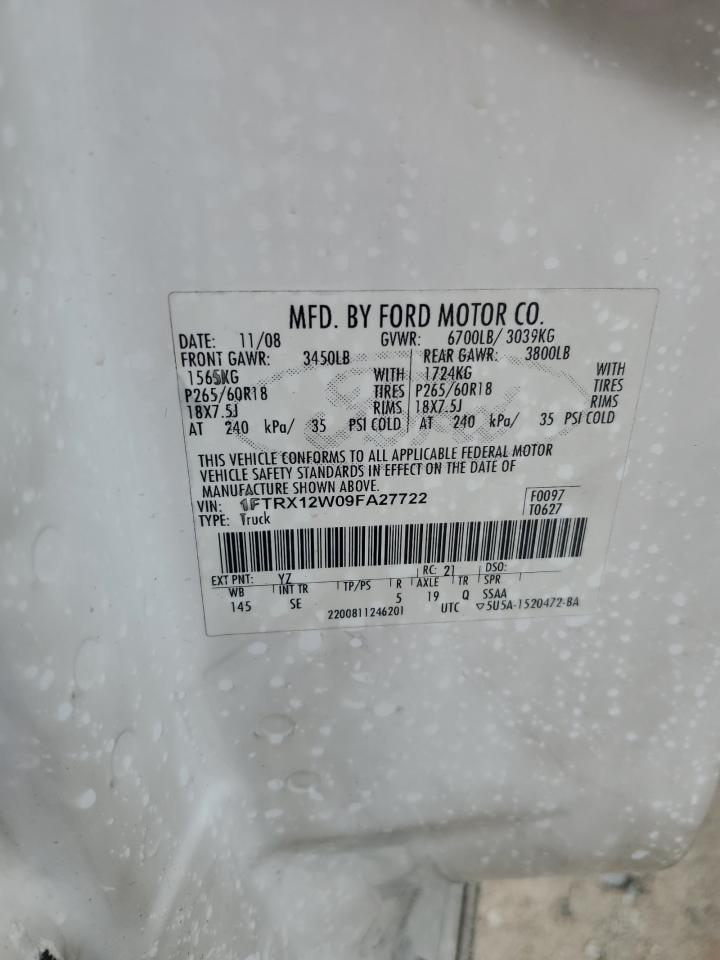 MFD. BY FORD MOTOR CO.
DATE: 11/08 GVWR: 6700LB/ 3039KG
FRONT GAWR: 3450LB REAR GAWR: 3800LB
1565KG WITH 1724KG WITH
P265/60R18 TIRES P265/60R18 TIRES
18X7.5J RIMS 18X7.5J RIMS
AT 240 kPa/ 35 PSI COLD AT 240 kPa/ 35 PSI COLD
THIS VEHICLE CONFORMS TO ALL APPLICABLE FEDERAL MOTOR
VEHICLE SAFETY STANDARDS IN EFFECT ON THE DATE OF
MANUFACTURE SHOWN ABOVE.
VIN: 1FTRX12W09FA27722 F0097
TYPE: Truck T0627
EXT PNT: YZ RC: 21 DSO:
WB INT TR TP/PS R AXLE TR SPR
145 SE 5 19 Q SSAA
2200811246201 UTC ▽5U5A-1520472-BA